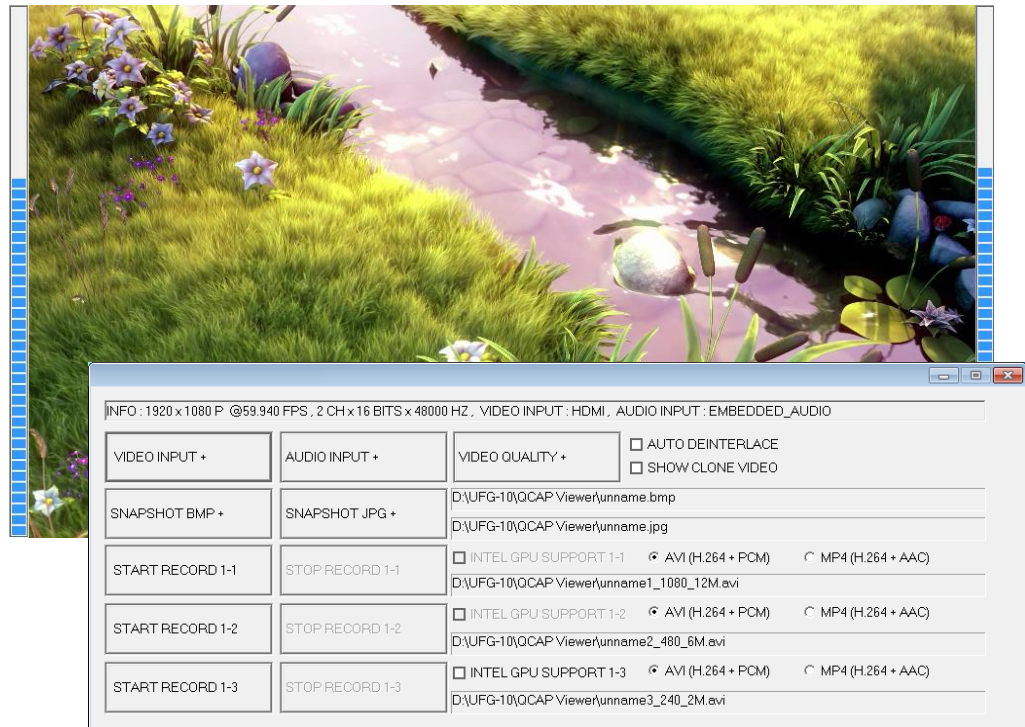 INFO : 1920 x 1080 P @59.940 FPS , 2 CH x 16 BITS x 48000 HZ , VIDEO INPUT : HDMI , AUDIO INPUT : EMBEDDED_AUDIO
VIDEO INPUT + AUDIO INPUT + VIDEO QUALITY + AUTO DEINTERLACE
SHOW CLONE VIDEO
SNAPSHOT BMP + SNAPSHOT JPG + D:\UFG-10\QCAP Viewer\unname.bmp
D:\UFG-10\QCAP Viewer\unname.jpg
START RECORD 1-1 STOP RECORD 1-1 INTEL GPU SUPPORT 1-1 AVI (H.264 + PCM) MP4 (H.264 + AAC)
D:\UFG-10\QCAP Viewer\unname1_1080_12M.avi
START RECORD 1-2 STOP RECORD 1-2 INTEL GPU SUPPORT 1-2 AVI (H.264 + PCM) MP4 (H.264 + AAC)
D:\UFG-10\QCAP Viewer\unname2_480_6M.avi
START RECORD 1-3 STOP RECORD 1-3 INTEL GPU SUPPORT 1-3 AVI (H.264 + PCM) MP4 (H.264 + AAC)
D:\UFG-10\QCAP Viewer\unname3_240_2M.avi